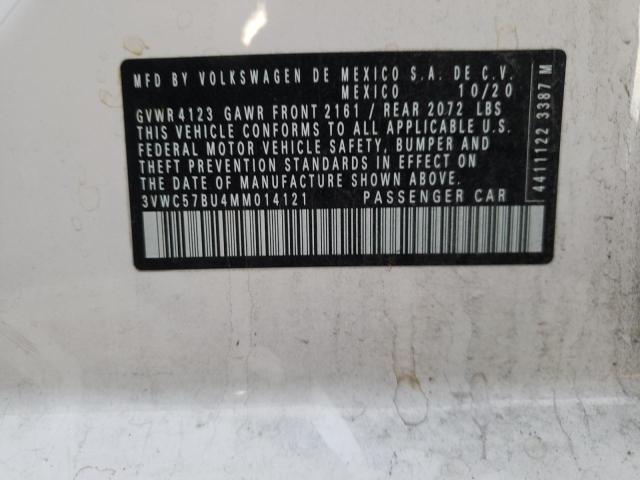 MFD BY VOLKSWAGEN DE MEXICO S.A. DE C.V.
MEXICO 10/20
GVWR 4123 GAWR FRONT 2161 / REAR 2072 LBS
THIS VEHICLE CONFORMS TO ALL APPLICABLE U.S.
FEDERAL MOTOR VEHICLE SAFETY, BUMPER AND
THEFT PREVENTION STANDARDS IN EFFECT ON
THE DATE OF MANUFACTURE SHOWN ABOVE.
3VWC57BU4MM014121 PASSENGER CAR
4411122 3387 M